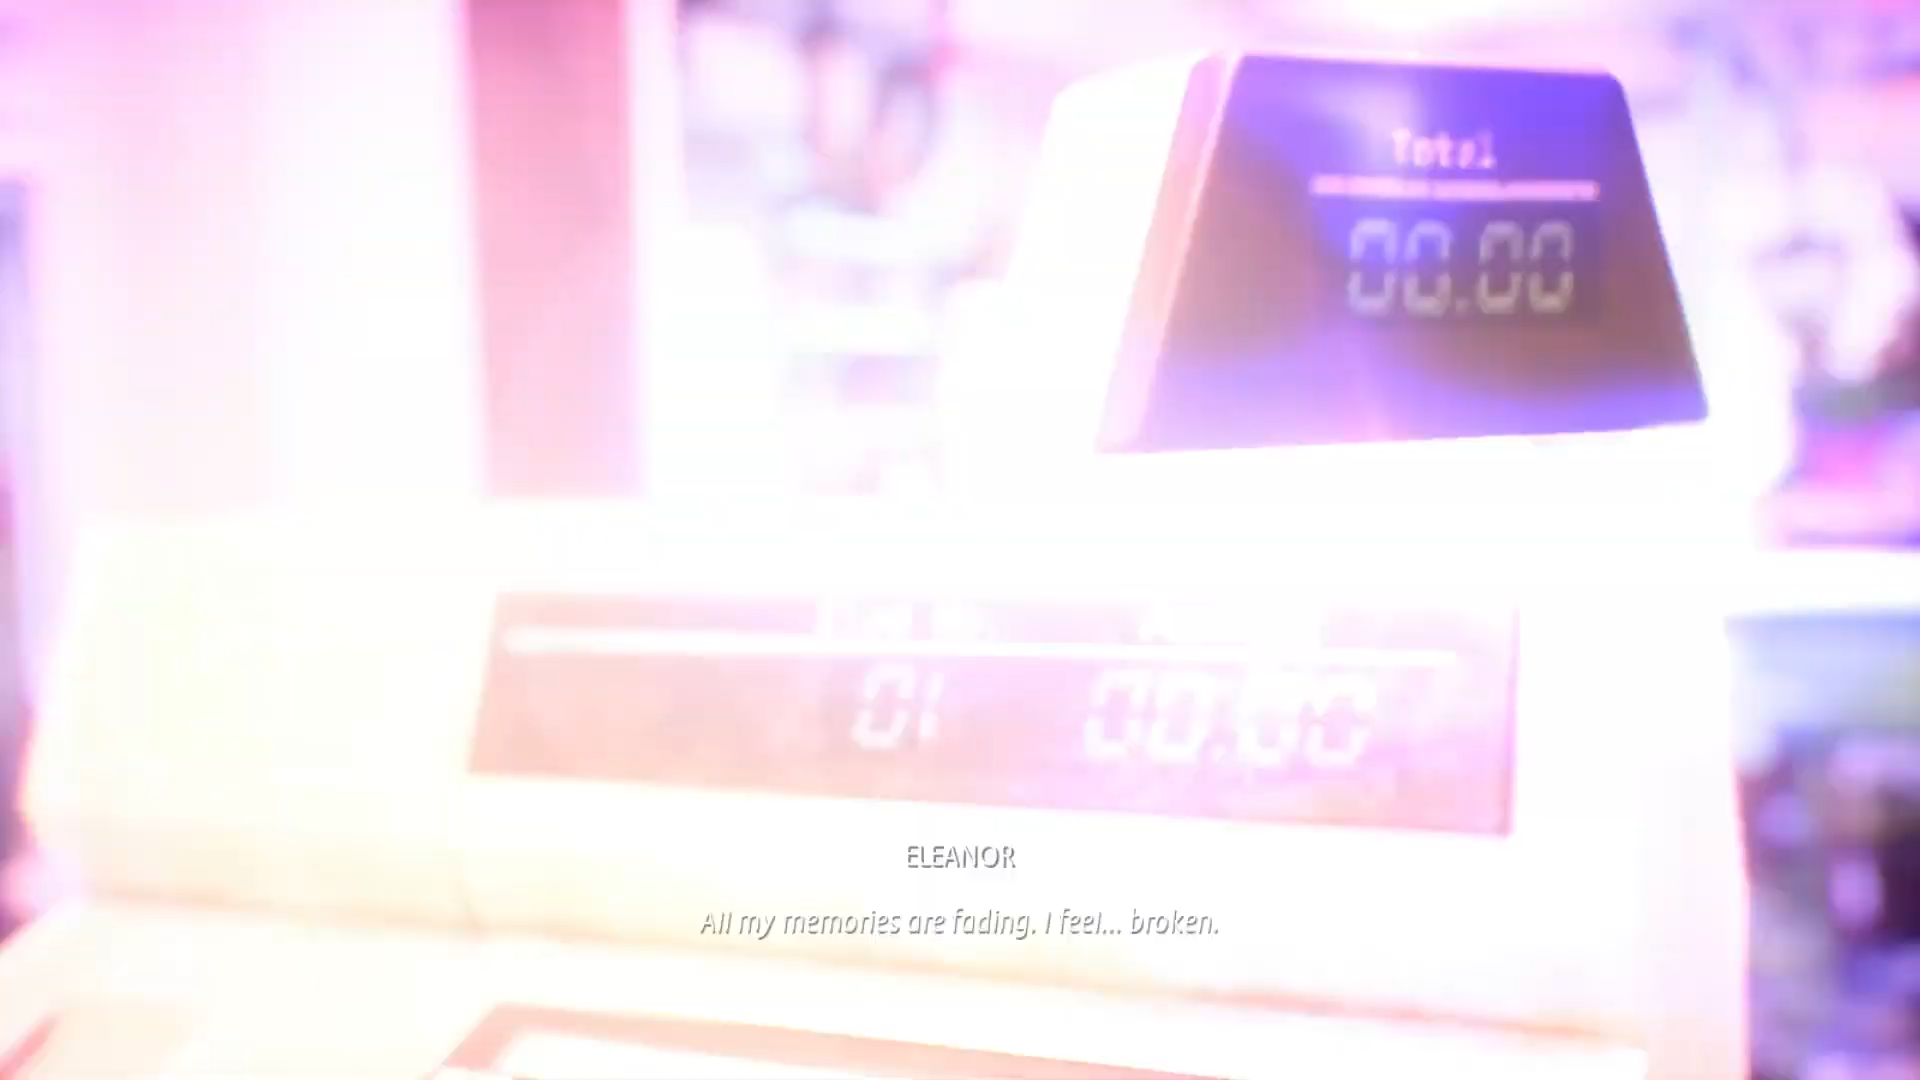 Total
00.00
01 00.00
ELEANOR
All my memories are fading. I feel... broken.